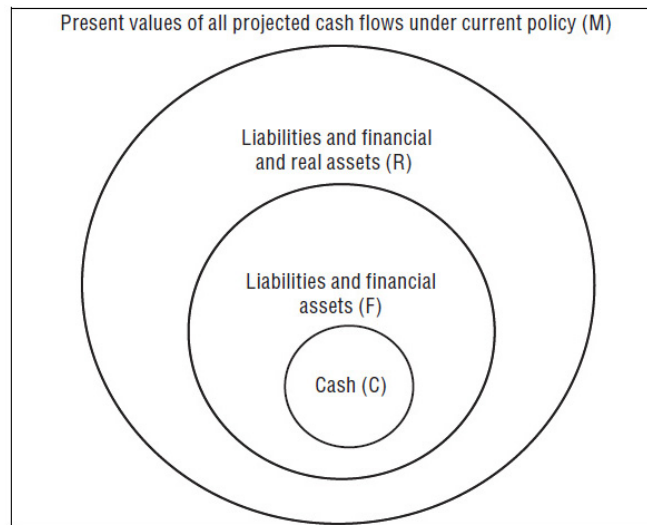 Present values of all projected cash flows under current policy (M)
Liabilities and financial
and real assets (R)
Liabilities and financial
assets (F)
Cash (C)